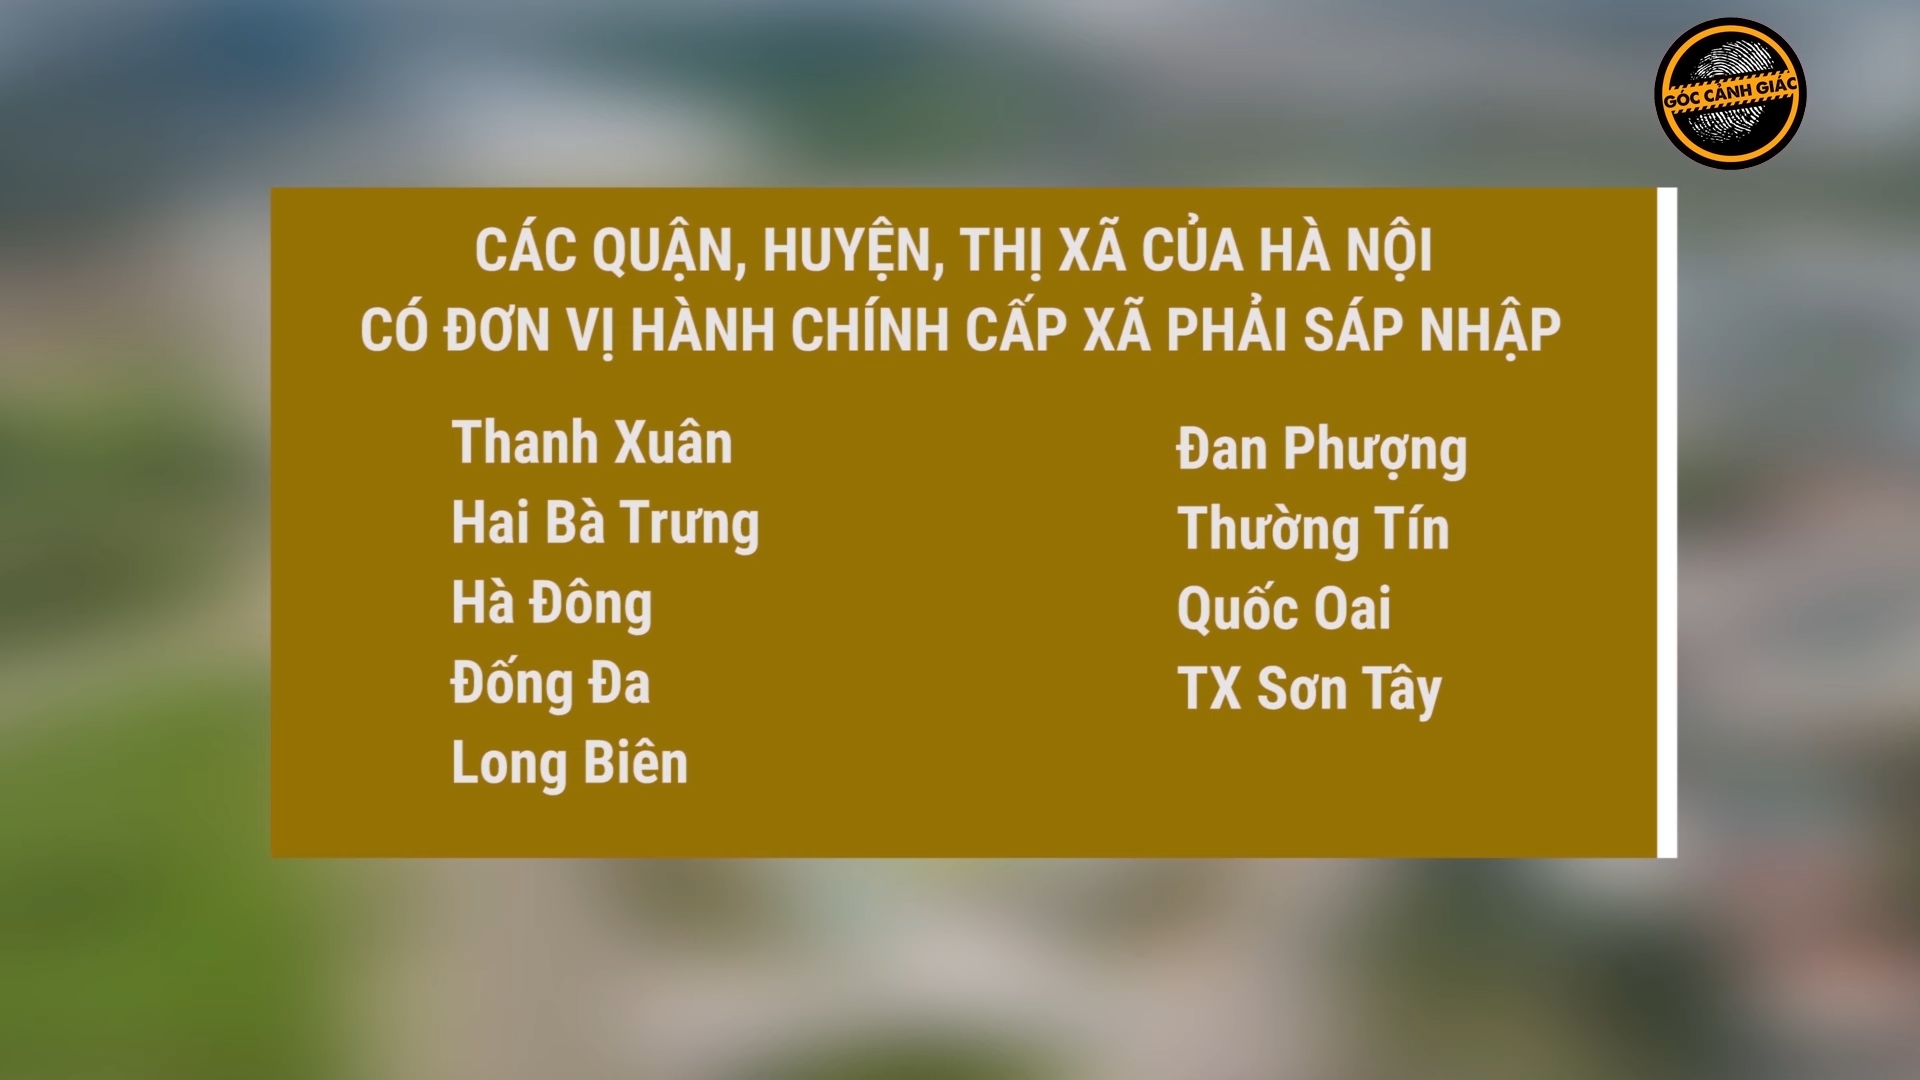 GÓC CẢNH GIÁC
CÁC QUẬN, HUYỆN, THỊ XÃ CỦA HÀ NỘI
CÓ ĐƠN VỊ HÀNH CHÍNH CẤP XÃ PHẢI SÁP NHẬP
Thanh Xuân
Hai Bà Trưng
Hà Đông
Đống Đa
Long Biên
Đan Phượng
Thường Tín
Quốc Oai
TX Sơn Tây